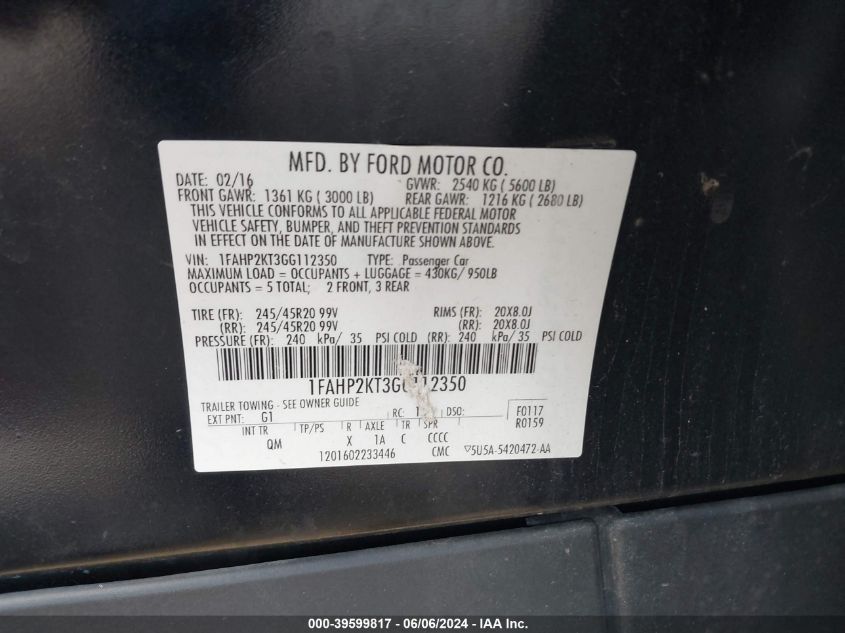 MFD. BY FORD MOTOR CO.
DATE: 02/16 GVWR: 2540 KG ( 5600 LB)
FRONT GAWR: 1361 KG ( 3000 LB) REAR GAWR: 1216 KG ( 2680 LB)
THIS VEHICLE CONFORMS TO ALL APPLICABLE FEDERAL MOTOR
VEHICLE SAFETY, BUMPER, AND THEFT PREVENTION STANDARDS
IN EFFECT ON THE DATE OF MANUFACTURE SHOWN ABOVE.
VIN: 1FAHP2KT3GG112350 TYPE: Passenger Car
MAXIMUM LOAD = OCCUPANTS + LUGGAGE = 430KG/ 950LB
OCCUPANTS = 5 TOTAL; 2 FRONT, 3 REAR
TIRE (FR): 245/45R20 99V RIMS (FR): 20X8.0J
(RR): 245/45R20 99V (RR): 20X8.0J
PRESSURE (FR): 240 kPa/ 35 PSI COLD (RR): 240 kPa/ 35 PSI COLD
1FAHP2KT3GG112350
TRAILER TOWING - SEE OWNER GUIDE
EXT PNT: G1 RC: DSO: F0117
R0159
INT TR TP/PS R AXLE TR SPR
QM X 1A C CCCC
1201602233446 CMC ▽5U5A-5420472-AA
000-39599817 - 06/06/2024 - IAAI.com.